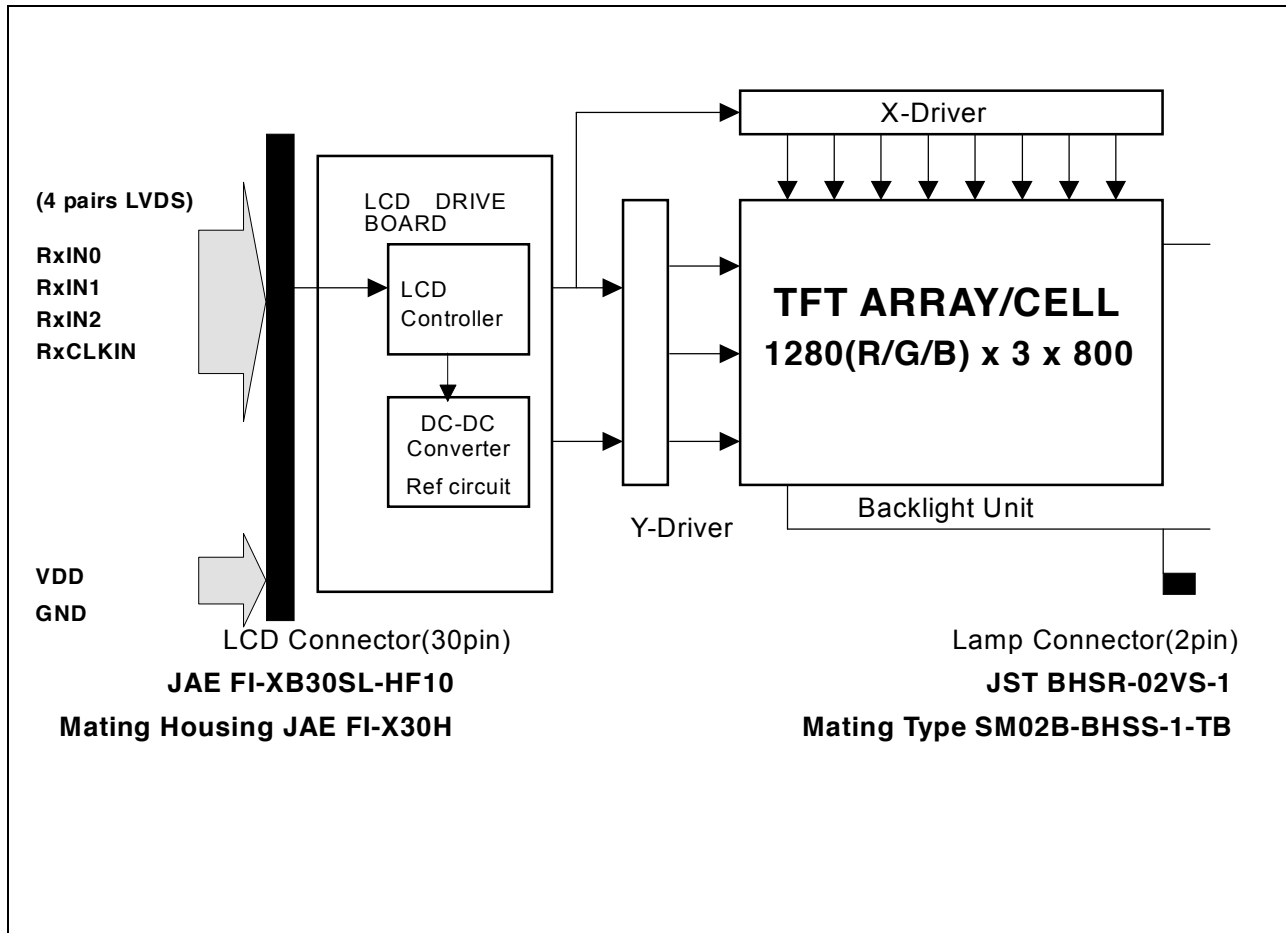 X-Driver
(4 pairs LVDS)
RxIN0
RxIN1
RxIN2
RxCLKIN
LCD DRIVE
BOARD
LCD
Controller
DC-DC
Converter
Ref circuit
TFT ARRAY/CELL
1280(R/G/B) x 3 x 800
Y-Driver
Backlight Unit
VDD
GND
LCD Connector(30pin)
JAE FI-XB30SL-HF10
Mating Housing JAE FI-X30H
Lamp Connector(2pin)
JST BHSR-02VS-1
Mating Type SM02B-BHSS-1-TB